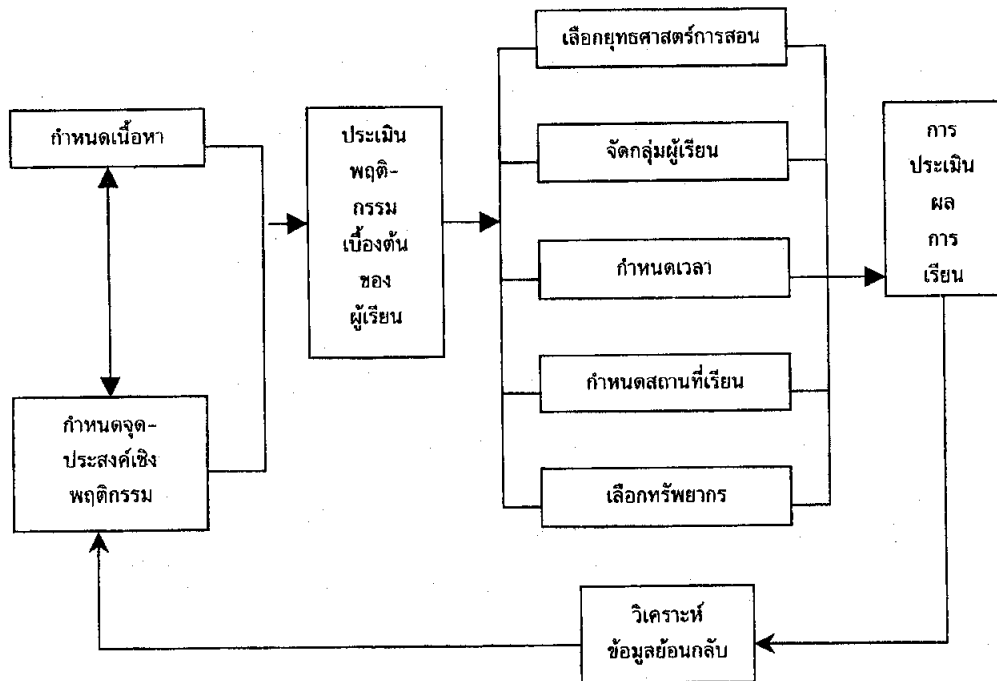 กำหนดเนื้อหา
กำหนดจุด-
ประสงค์เชิง
พฤติกรรม
ประเมิน
พฤติ-
กรรม
เบื้องต้น
ของ
ผู้เรียน
เลือกยุทธศาสตร์การสอน
จัดกลุ่มผู้เรียน
กำหนดเวลา
กำหนดสถานที่เรียน
เลือกทรัพยากร
การ
ประเมิน
ผล
การ
เรียน
วิเคราะห์
ข้อมูลย้อนกลับ